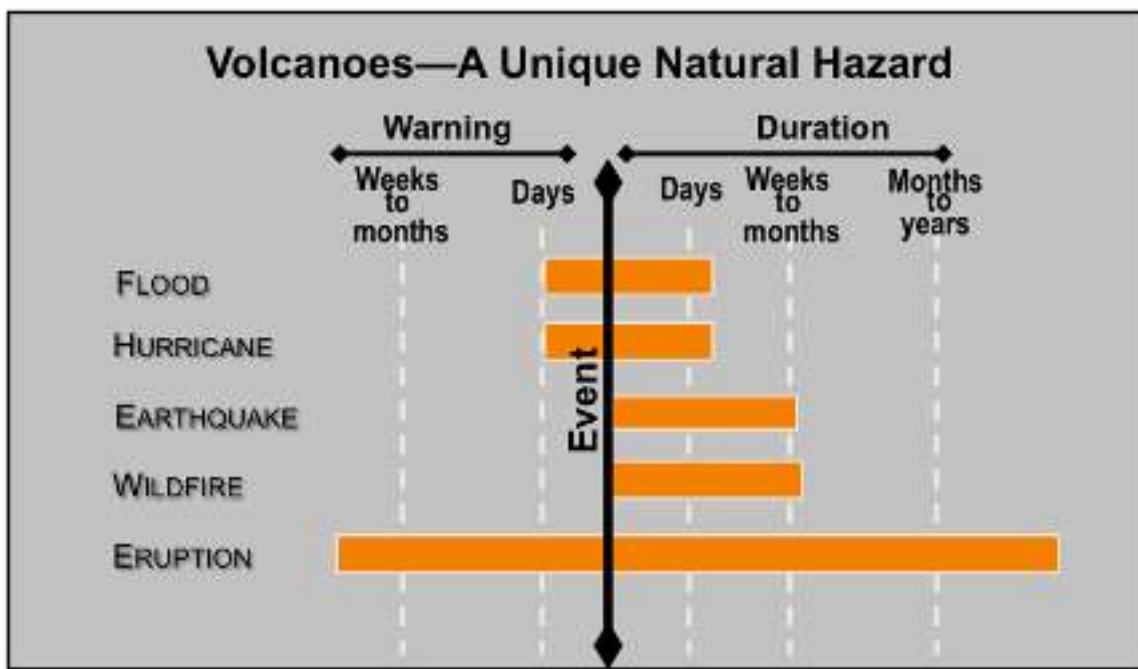 Volcanoes—A Unique Natural Hazard
Warning
Duration
Weeks
to
months
Days
Days
Weeks
to
months
Months
to
years
Event
FLOOD
HURRICANE
EARTHQUAKE
WILDFIRE
ERUPTION